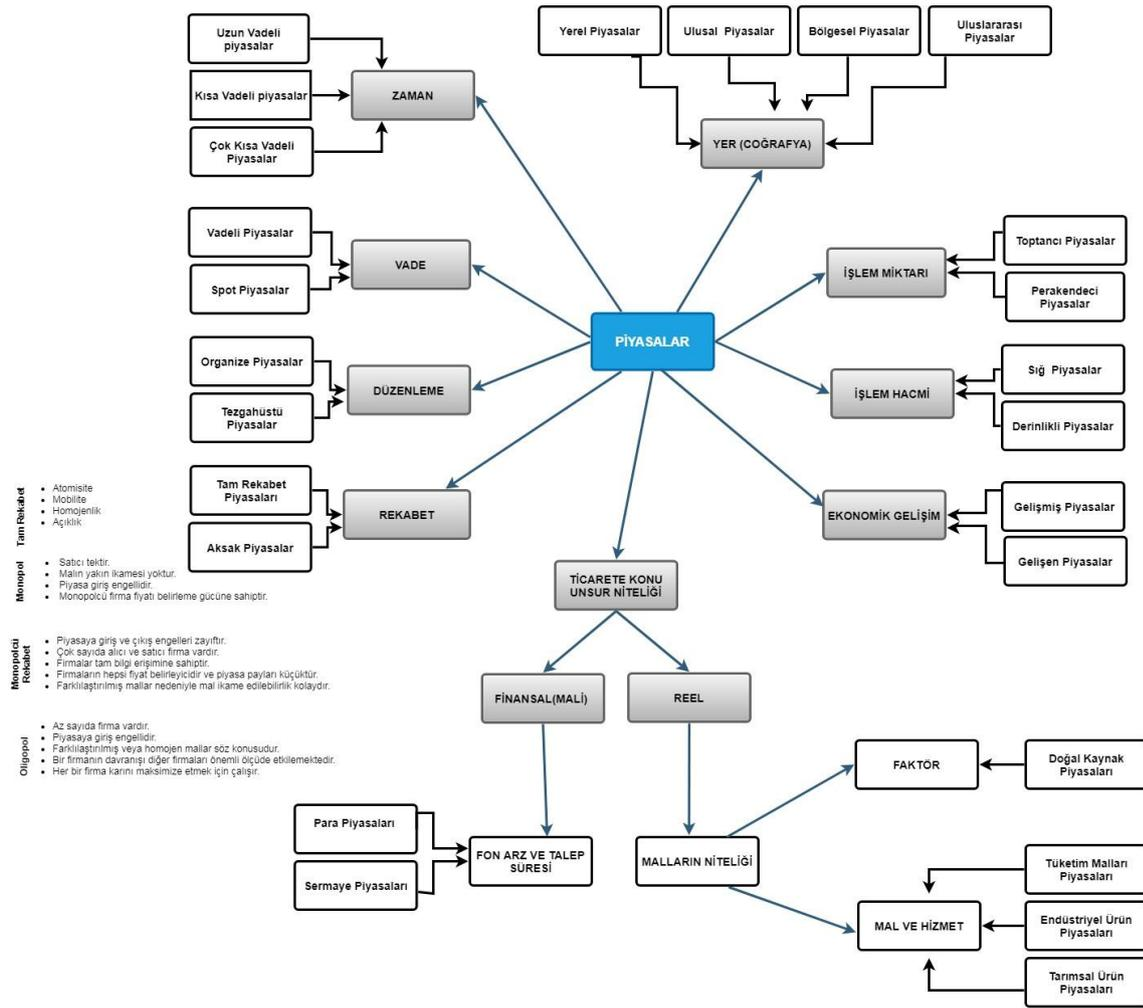 Uzun Vadeli
piyasalar
Kısa Vadeli piyasalar
Çok Kısa Vadeli
Piyasalar
ZAMAN
Yerel Piyasalar
Ulusal Piyasalar
Bölgesel Piyasalar
Uluslararası
Piyasalar
YER (COĞRAFYA)
Vadeli Piyasalar
Spot Piyasalar
VADE
Toptancı Piyasalar
Perakendeci
Piyasalar
İŞLEM MİKTARI
PİYASALAR
Organize Piyasalar
Tezgahüstü
Piyasalar
DÜZENLEME
Sığ Piyasalar
Derinlikli Piyasalar
İŞLEM HACMİ
Tam Rekabet
Piyasaları
Aksak Piyasalar
REKABET
Gelişmiş Piyasalar
Gelişen Piyasalar
EKONOMİK GELİŞİM
Tam Rekabet
• Atomisite
• Mobilite
• Homojenlik
• Açıklık
Monopol
• Satıcı tektir.
• Malın yakın ikamesi yoktur.
• Piyasa giriş engellidir.
• Monopolcü firma fiyatı belirleme gücüne sahiptir.
Monopolcü
Rekabet
• Piyasaya giriş ve çıkış engelleri zayıftır.
• Çok sayıda alıcı ve satıcı firma vardır.
• Firmalar tam bilgi erişimine sahiptir.
• Firmaların hepsi fiyat belirleyicidir ve piyasa payları küçüktür.
• Farklılaştırılmış mallar nedeniyle mal ikame edilebilirlik kolaydır.
Oligopol
• Az sayıda firma vardır.
• Piyasaya giriş engellidir.
• Farklılaştırılmış veya homojen mallar söz konusudur.
• Bir firmanın davranışı diğer firmaları önemli ölçüde etkilemektedir.
• Her bir firma karını maksimize etmek için çalışır.
TİCARETE KONU
UNSUR NİTELİĞİ
FİNANSAL(MALİ)
REEL
Para Piyasaları
Sermaye Piyasaları
FON ARZ VE TALEP
SÜRESİ
MALLARIN NİTELİĞİ
FAKTÖR
Doğal Kaynak
Piyasaları
MAL VE HİZMET
Tüketim Malları
Piyasaları
Endüstriyel Ürün
Piyasaları
Tarımsal Ürün
Piyasaları